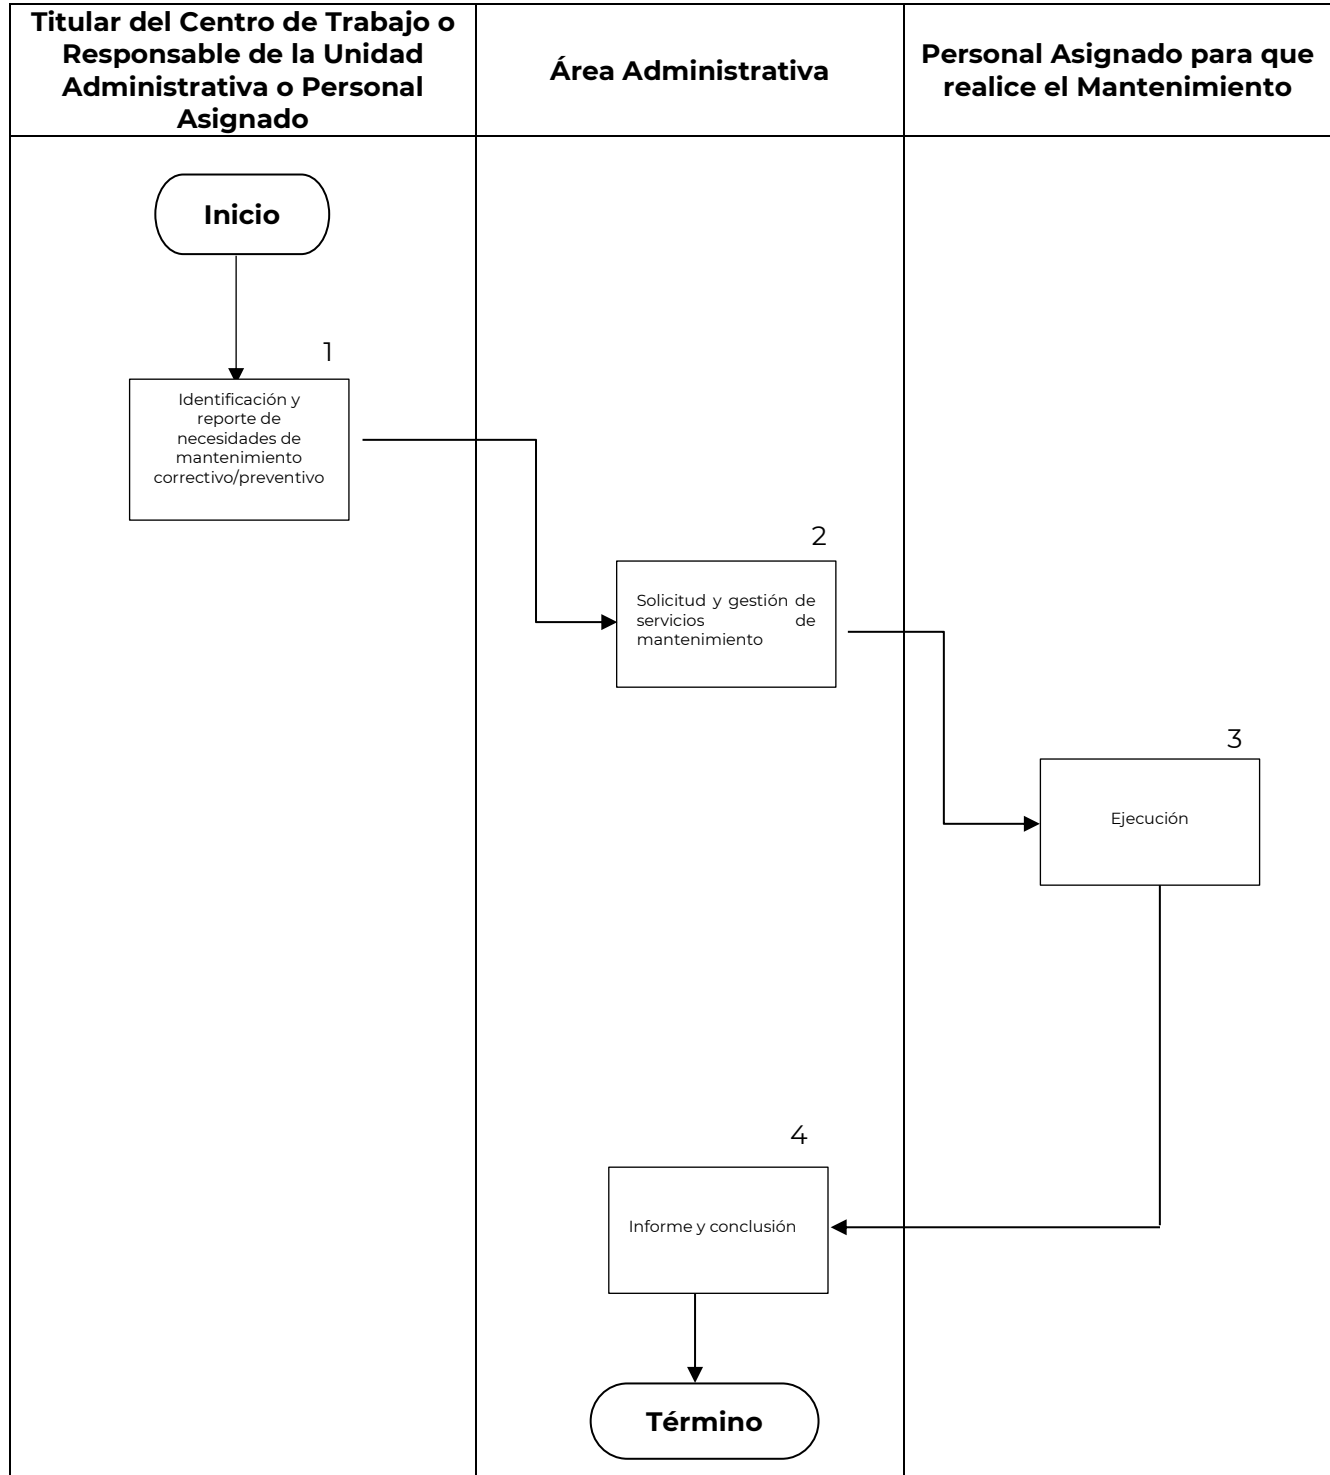 Titular del Centro de Trabajo o
Responsable de la Unidad
Administrativa o Personal
Asignado
Área Administrativa
Personal Asignado para que
realice el Mantenimiento
Inicio
1
Identificación y
reporte de
necesidades de
mantenimiento
correctivo/preventivo
2
Solicitud y gestión de
servicios de
mantenimiento
3
Ejecución
4
Informe y conclusión
Término